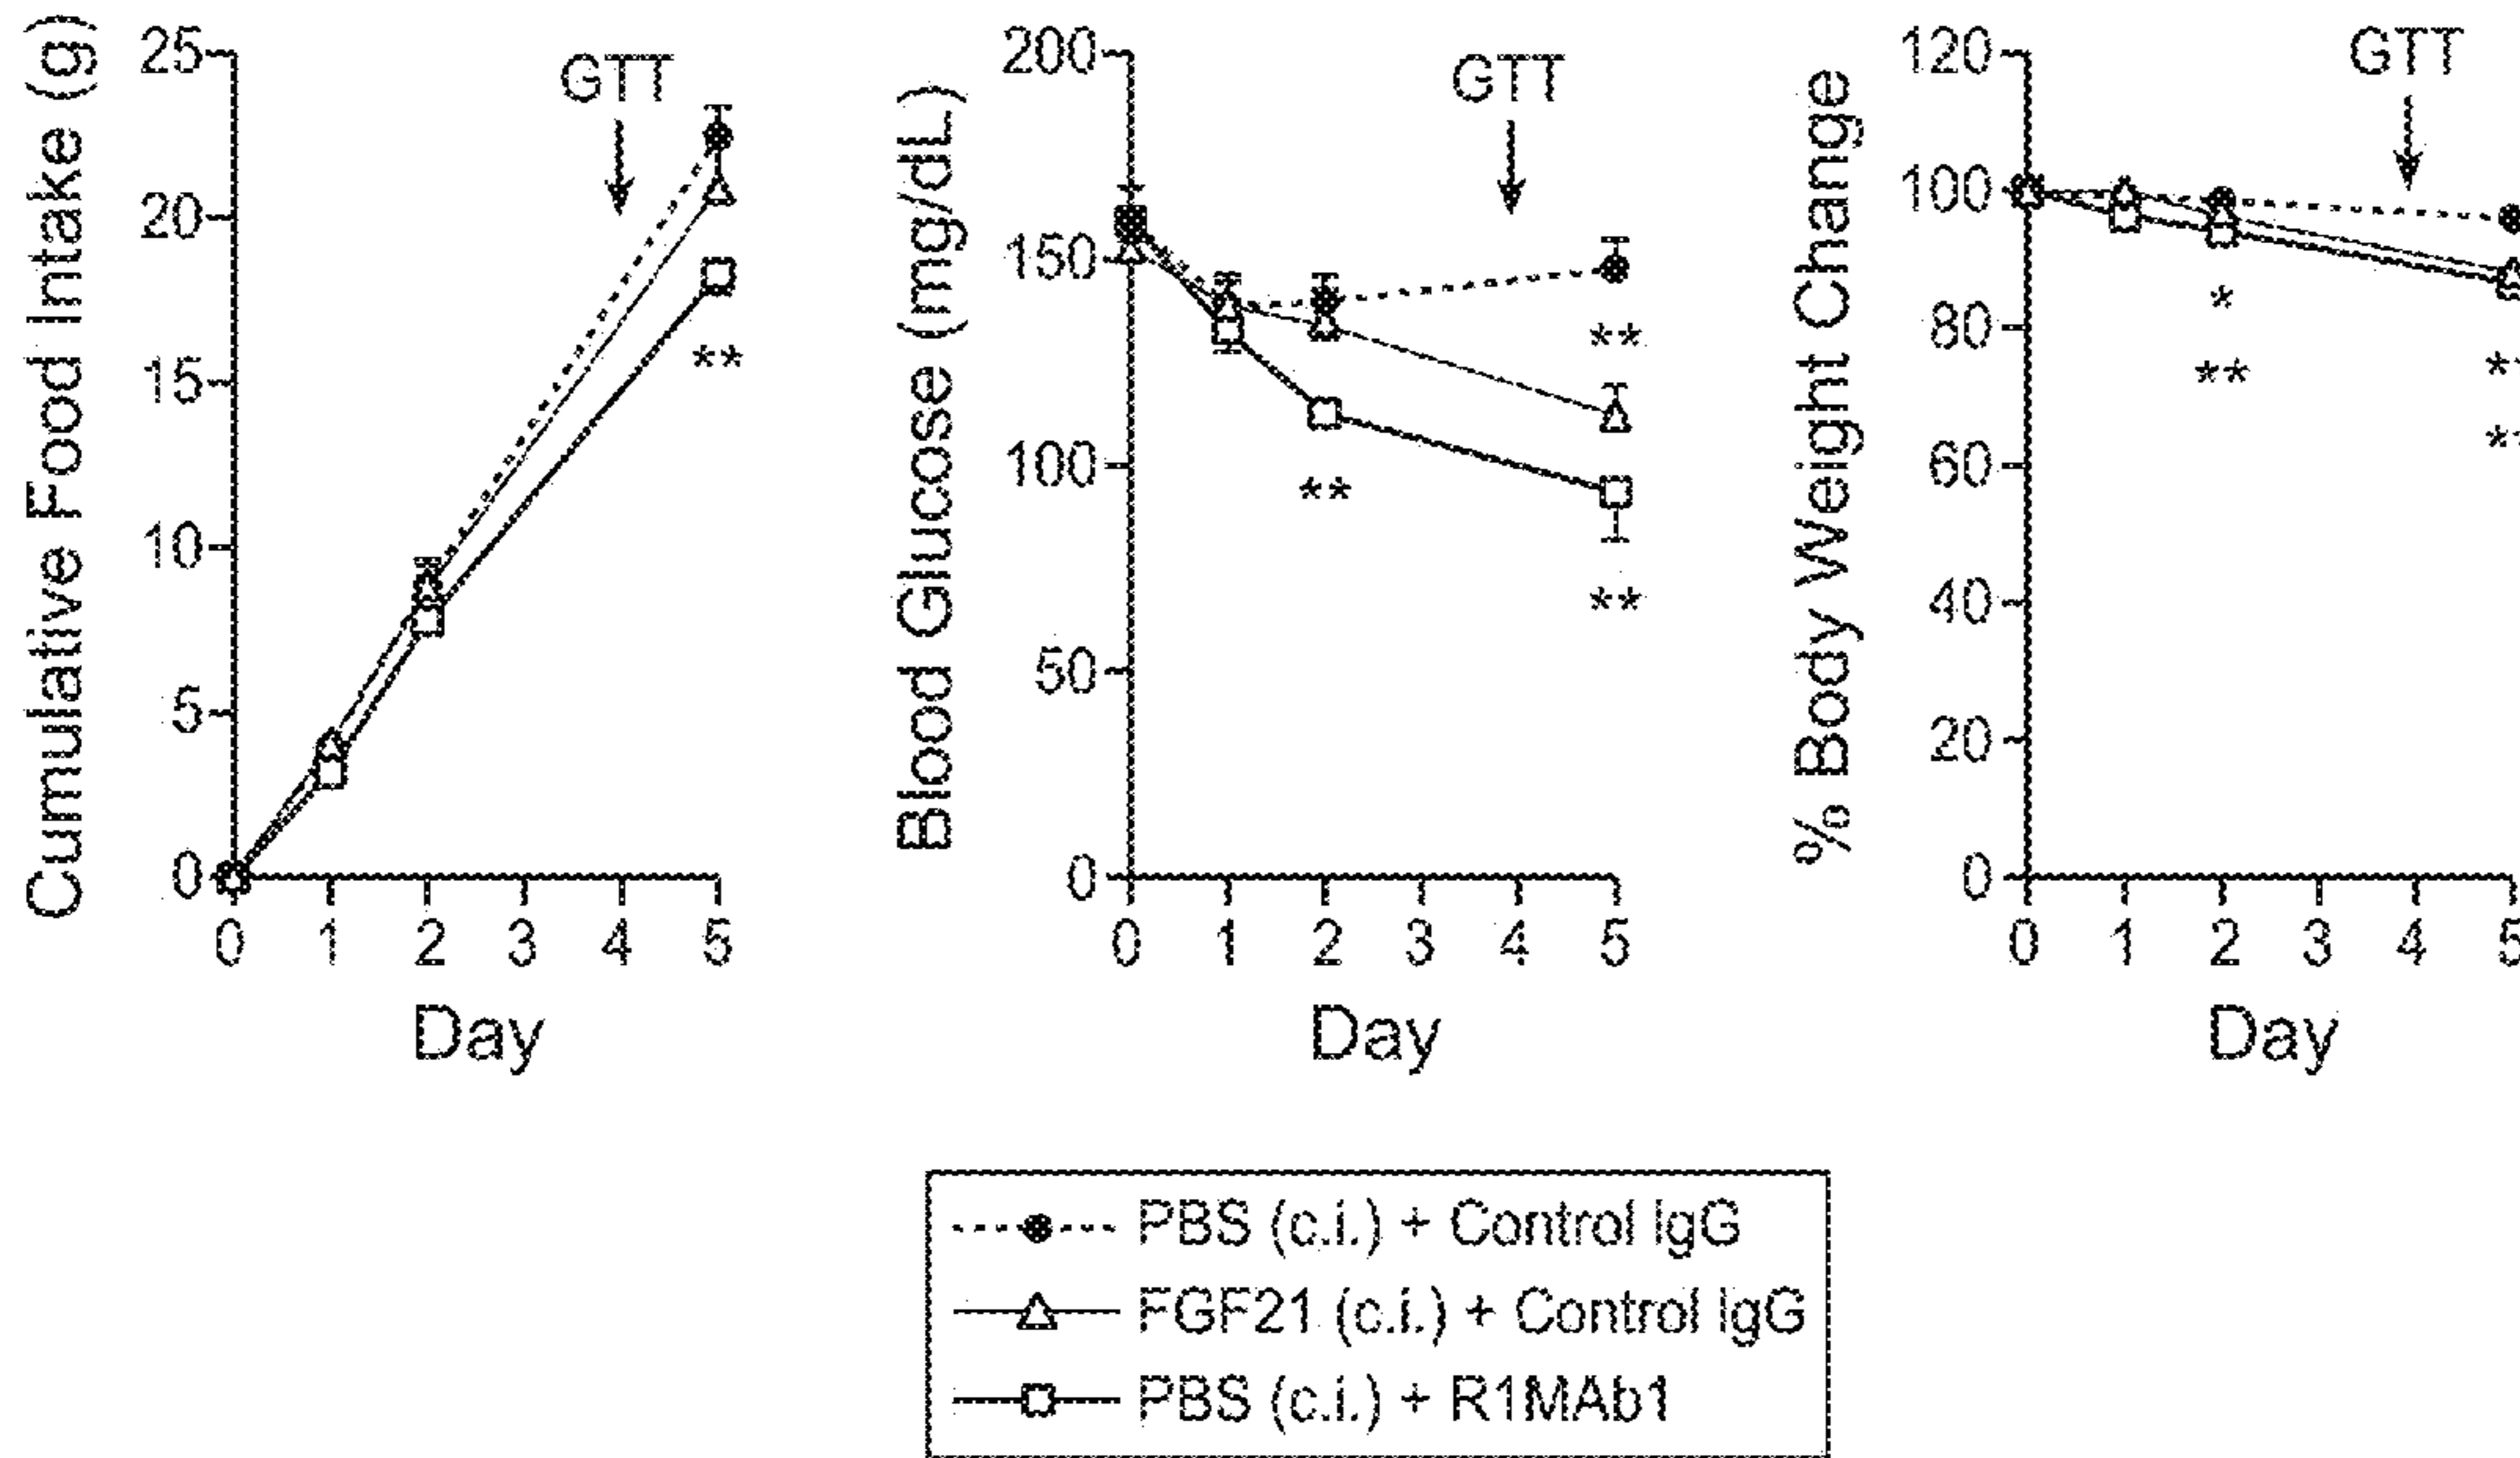 Cumulative Food Intake (g)
25
20
15
10
5
0
GTT
**
0 1 2 3 4 5
Day
Blood Glucose (mg/dL)
200
150
100
50
0
GTT
**
**
**
0 1 2 3 4 5
Day
% Body Weight Change
120
100
80
60
40
20
0
GTT
*
**
**
**
0 1 2 3 4 5
Day
PBS (c.i.) + Control IgG
FGF21 (c.i.) + Control IgG
PBS (c.i.) + R1MAb1